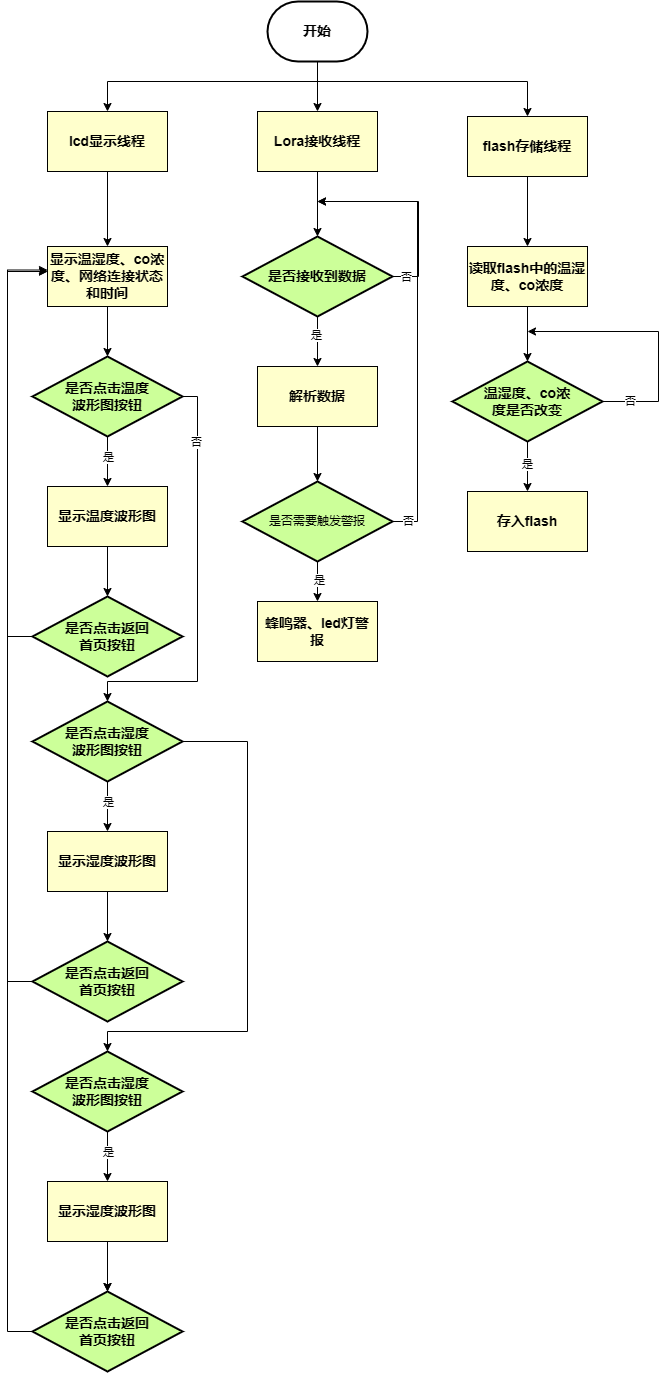 开始
lcd显示线程
Lora接收线程
flash存储线程
显示温湿度、co浓
度、网络连接状态
和时间
是否接收到数据
否
读取flash中的温湿
度、co浓度
是
是否点击温度
波形图按钮
解析数据
温湿度、co浓
度是否改变
否
否
是
是
显示温度波形图
是否需要触发警报
否
存入flash
是
是否点击返回
首页按钮
蜂鸣器、led灯警
报
是否点击湿度
波形图按钮
是
显示湿度波形图
是否点击返回
首页按钮
是否点击湿度
波形图按钮
是
显示湿度波形图
是否点击返回
首页按钮